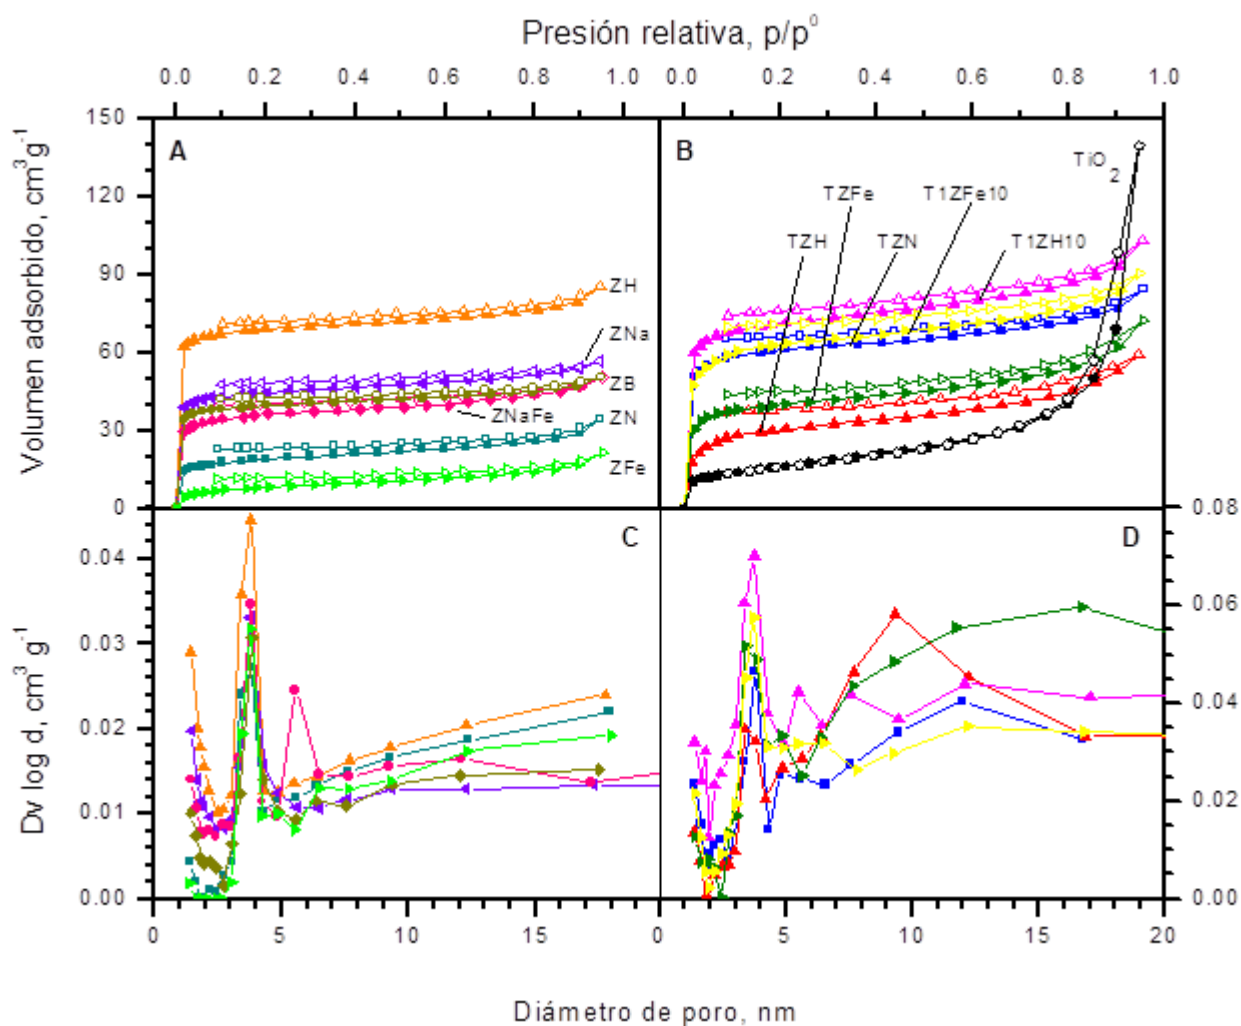 Presión relativa, p/p⁰
0.0 0.2 0.4 0.6 0.8 1.0 0.0 0.2 0.4 0.6 0.8 1.0
Volumen adsorbido, cm³g⁻¹
150
120
90
60
30
0
A
ZH
ZNa
ZB
ZNaFe
ZN
ZFe
B
TiO₂
TZFe T1ZFe10
TZH TZN T1ZH10
Dv log d, cm³ g⁻¹
0.04
0.03
0.02
0.01
0.00
C
D
0.08
0.06
0.04
0.02
0.00
0 5 10 15 0 5 10 15 20
Diámetro de poro, nm